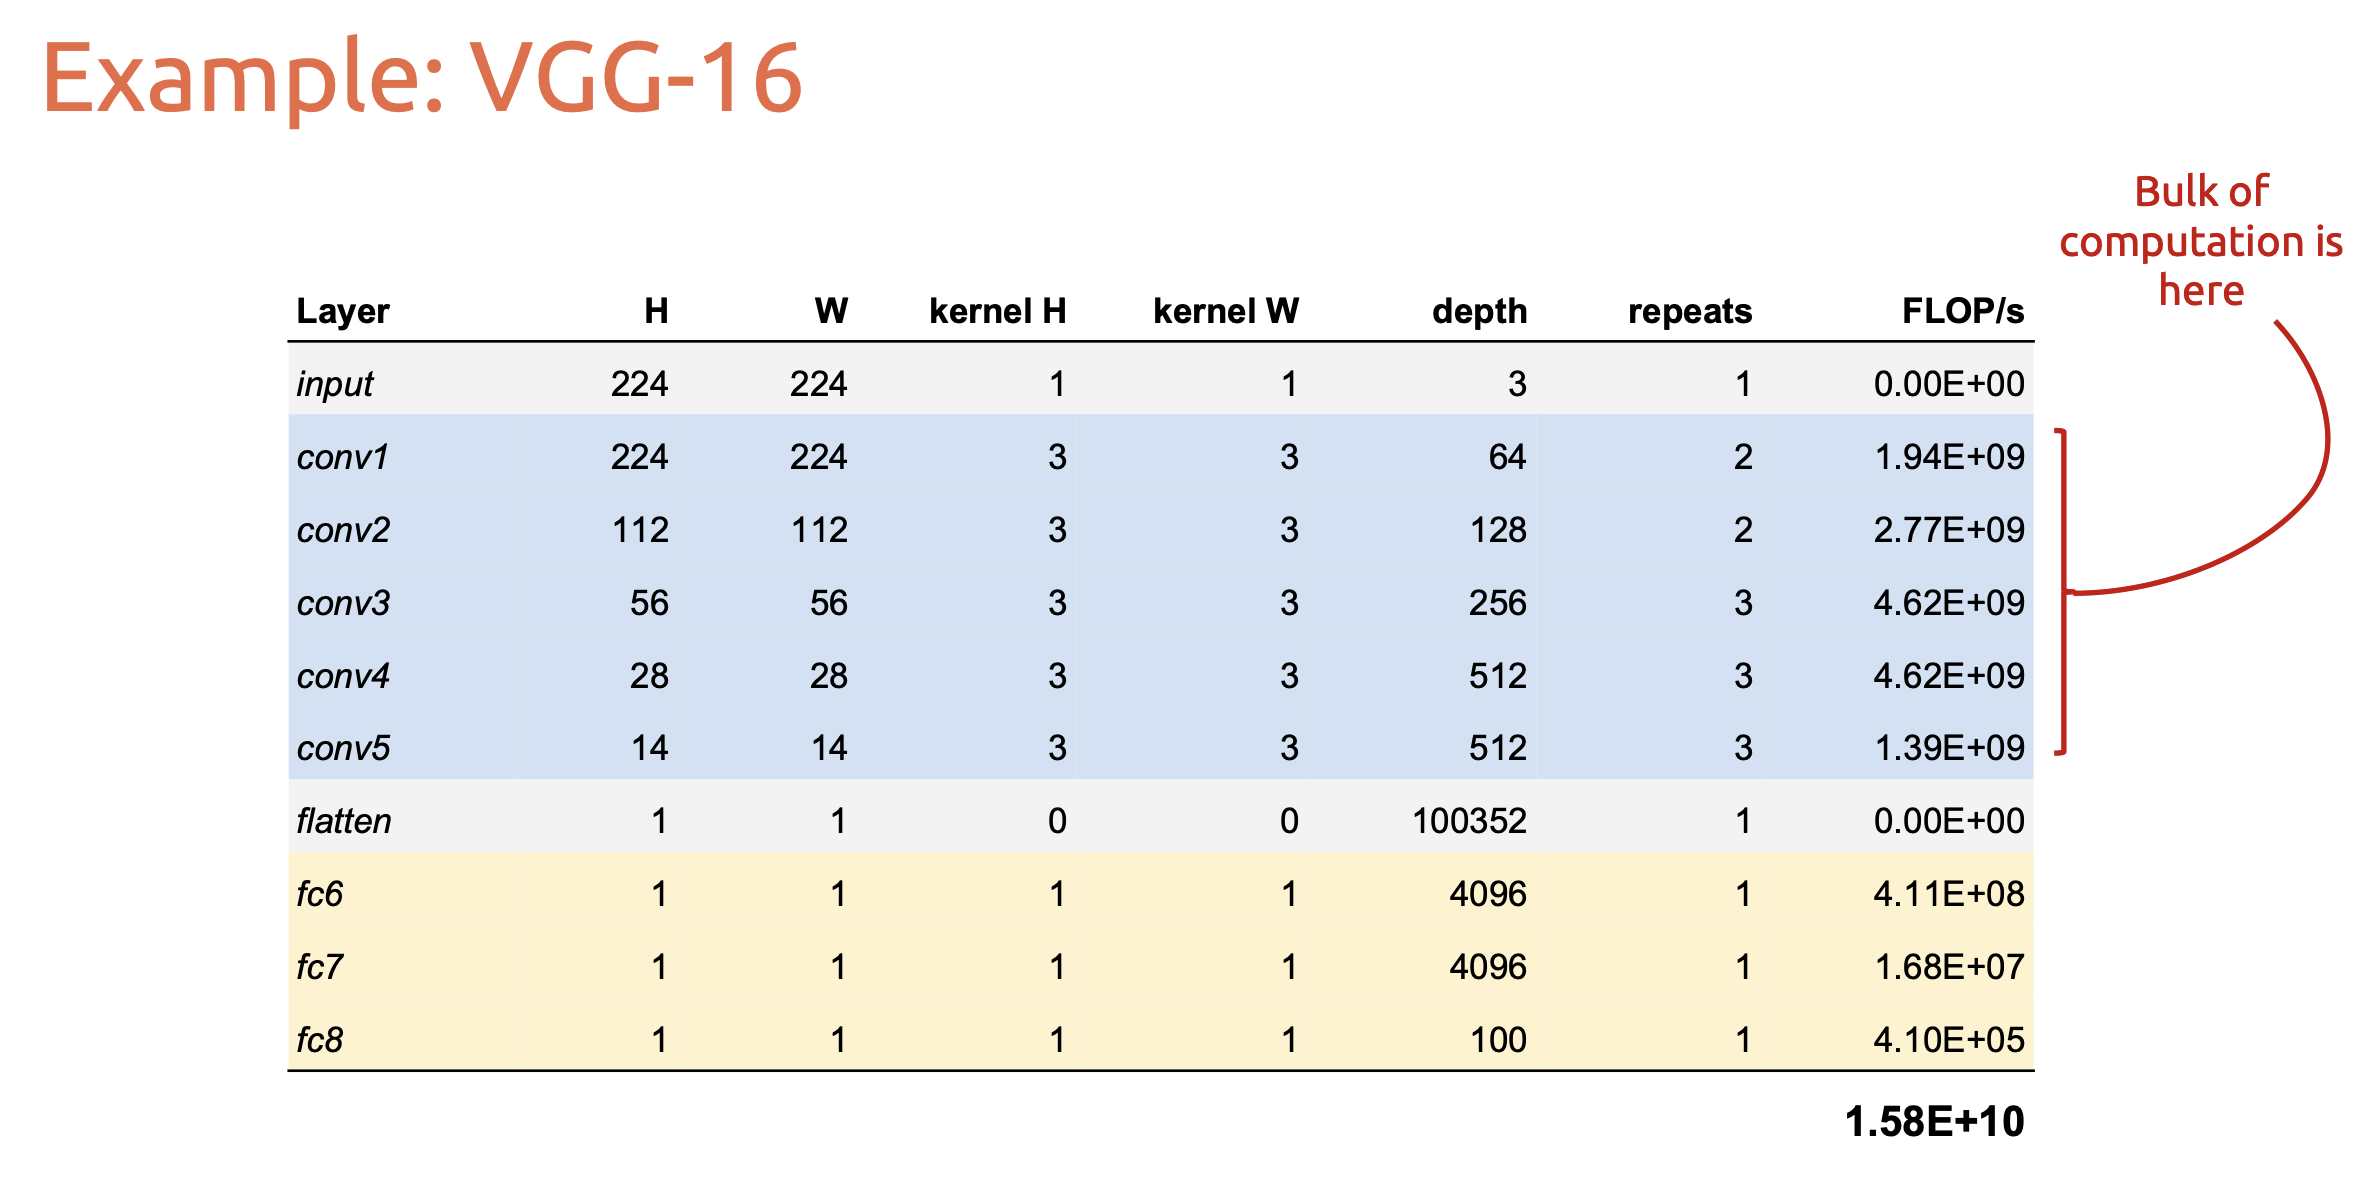 Example: VGG-16
Bulk of
computation is
here
Layer H W kernel H kernel W depth repeats FLOP/s
input 224 224 1 1 3 1 0.00E+00
conv1 224 224 3 3 64 2 1.94E+09
conv2 112 112 3 3 128 2 2.77E+09
conv3 56 56 3 3 256 3 4.62E+09
conv4 28 28 3 3 512 3 4.62E+09
conv5 14 14 3 3 512 3 1.39E+09
flatten 1 1 0 0 100352 1 0.00E+00
fc6 1 1 1 1 4096 1 4.11E+08
fc7 1 1 1 1 4096 1 1.68E+07
fc8 1 1 1 1 100 1 4.10E+05
1.58E+10